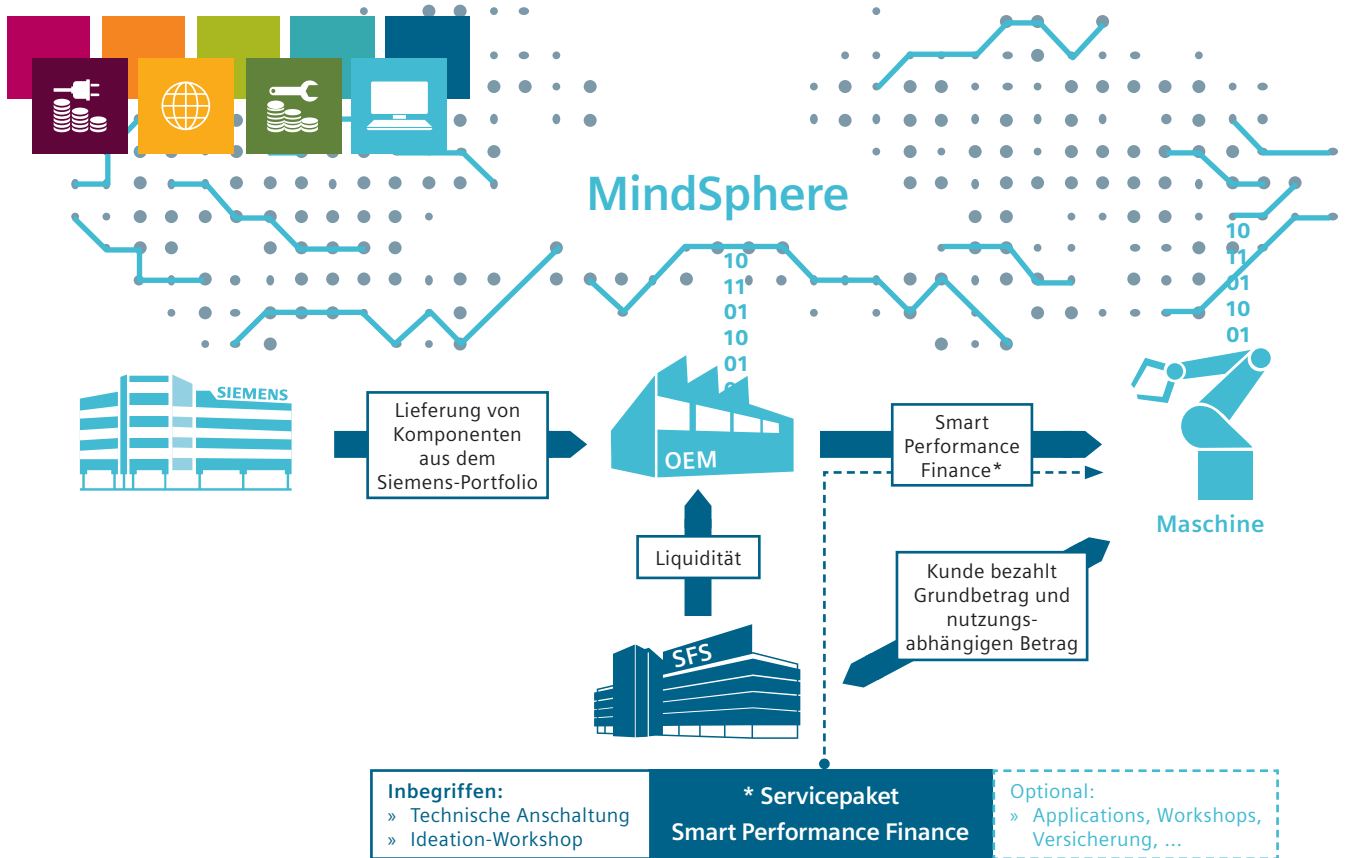 MindSphere
10
11
01
10
01
10
11
01
10
01
SIEMENS
Lieferung von
Komponenten
aus dem
Siemens-Portfolio
OEM
Smart
Performance
Finance*
Maschine
Liquidität
Kunde bezahlt
Grundbetrag und
nutzungs-
abhängigen Betrag
SFS
Inbegriffen:
» Technische Anschaltung
» Ideation-Workshop
* Servicepaket
Smart Performance Finance
Optional:
» Applications, Workshops,
Versicherung, ...